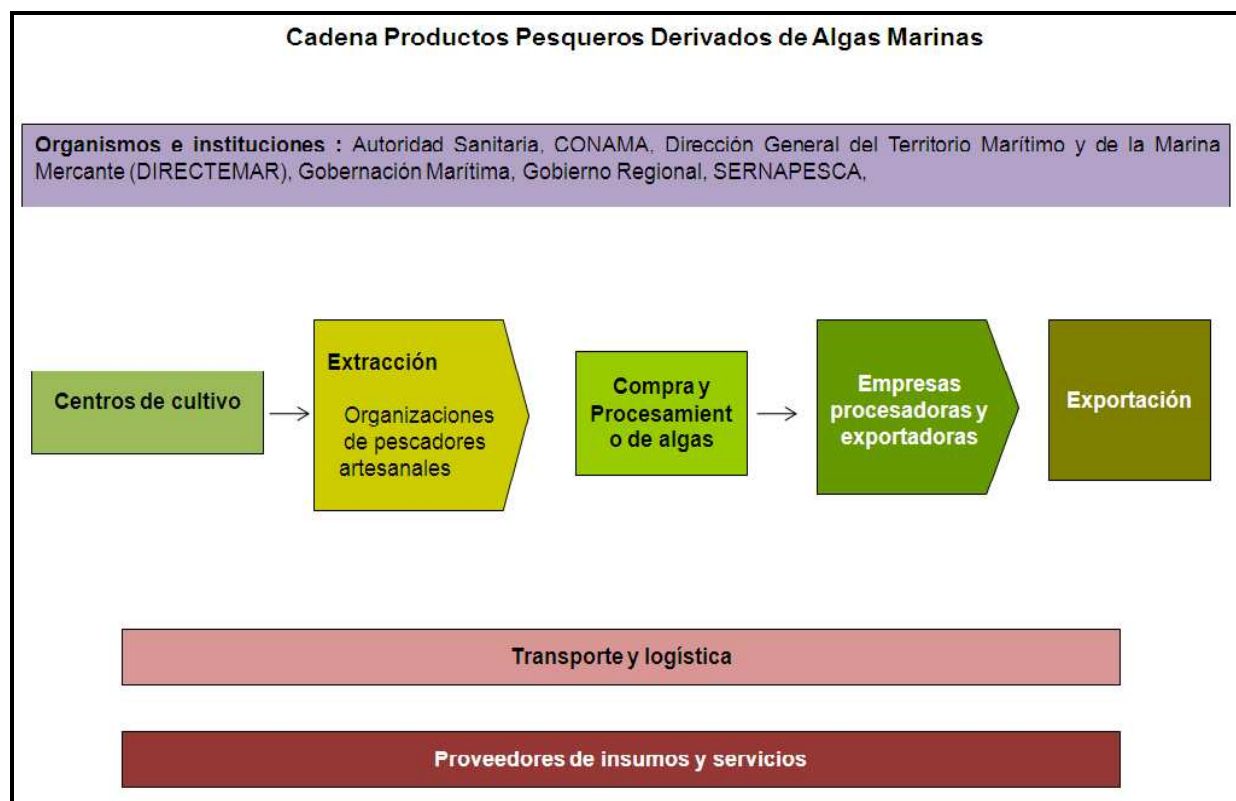 Cadena Productos Pesqueros Derivados de Algas Marinas
Organismos e instituciones : Autoridad Sanitaria, CONAMA, Dirección General del Territorio Marítimo y de la Marina
Mercante (DIRECTEMAR), Gobernación Marítima, Gobierno Regional, SERNAPESCA,
Centros de cultivo
Extracción
Organizaciones
de pescadores
artesanales
Compra y
Procesamient
o de algas
Empresas
procesadoras y
exportadoras
Exportación
Transporte y logística
Proveedores de insumos y servicios